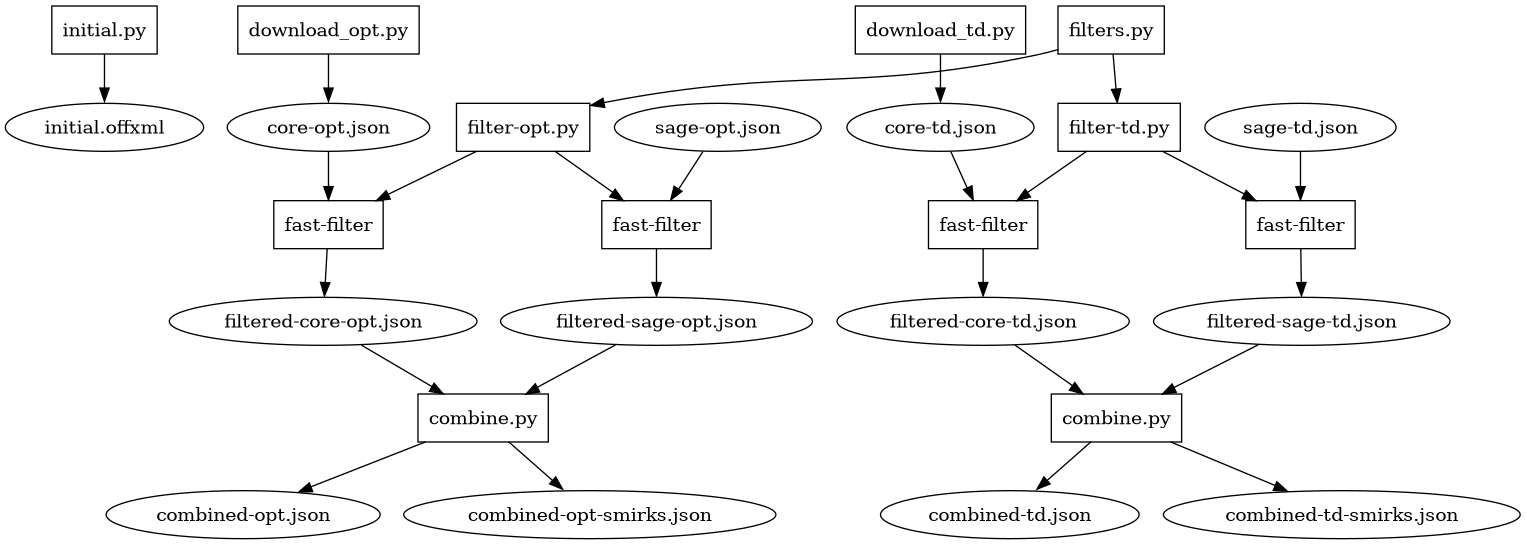 initial.py
download_opt.py
download_td.py
filters.py
initial.offxml
core-opt.json
filter-opt.py
sage-opt.json
core-td.json
filter-td.py
sage-td.json
fast-filter
fast-filter
fast-filter
fast-filter
filtered-core-opt.json
filtered-sage-opt.json
filtered-core-td.json
filtered-sage-td.json
combine.py
combine.py
combined-opt.json
combined-opt-smirks.json
combined-td.json
combined-td-smirks.json